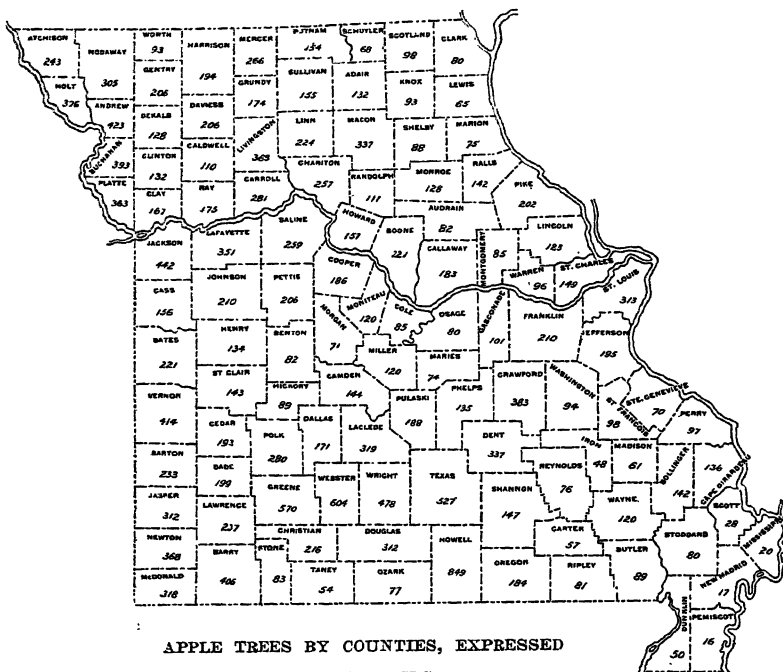 ATCHISON
243
NODAWAY
305
WORTH
93
HARRISON
194
MERCER
266
PUTNAM
154
SCHUYLER
68
SCOTLAND
98
CLARK
80
HOLT
376
ANDREW
423
GENTRY
206
DEKALB
128
DAVIESS
206
GRUNDY
174
SULLIVAN
155
ADAIR
132
KNOX
93
LEWIS
65
BUCHANAN
393
CLINTON
132
CALDWELL
110
LIVINGSTON
365
LINN
224
MACON
337
SHELBY
88
MARION
75
PLATTE
363
CLAY
167
RAY
175
CARROLL
281
CHARITON
257
RANDOLPH
111
MONROE
128
RALLS
142
PIKE
202
AUDRAIN
82
JACKSON
442
LAFAYETTE
351
SALINE
259
HOWARD
157
BOONE
221
CALLAWAY
183
MONTGOMERY
85
LINCOLN
123
WARREN
96
ST. CHARLES
149
ST. LOUIS
313
CASS
156
JOHNSON
210
PETTIS
206
COOPER
186
MONITEAU
120
COLE
85
OSAGE
80
GASCONADE
101
FRANKLIN
210
JEFFERSON
195
BATES
221
HENRY
134
BENTON
82
MORGAN
71
MILLER
120
MARIES
74
ST CLAIR
143
HICKORY
89
CAMDEN
144
PULASKI
188
PHELPS
135
CRAWFORD
383
WASHINGTON
94
ST FRANCOIS
98
STE. GENEVIEVE
70
PERRY
97
VERNON
414
CEDAR
193
POLK
280
DALLAS
171
LACLEDE
319
DENT
337
IRON
48
MADISON
61
BOLLINGER
142
CAPE GIRARDEAU
136
BARTON
233
DADE
199
GREENE
570
WEBSTER
604
WRIGHT
478
TEXAS
527
SHANNON
147
REYNOLDS
76
WAYNE
120
JASPER
312
LAWRENCE
237
CHRISTIAN
216
DOUGLAS
312
HOWELL
849
CARTER
57
BUTLER
89
STODDARD
80
SCOTT
28
MISSISSIPPI
20
NEWTON
368
BARRY
406
STONE
83
TANEY
54
OZARK
77
OREGON
184
RIPLEY
81
NEW MADRID
17
McDONALD
318
DUNKLIN
50
PEMISCOT
16
APPLE TREES BY COUNTIES, EXPRESSED